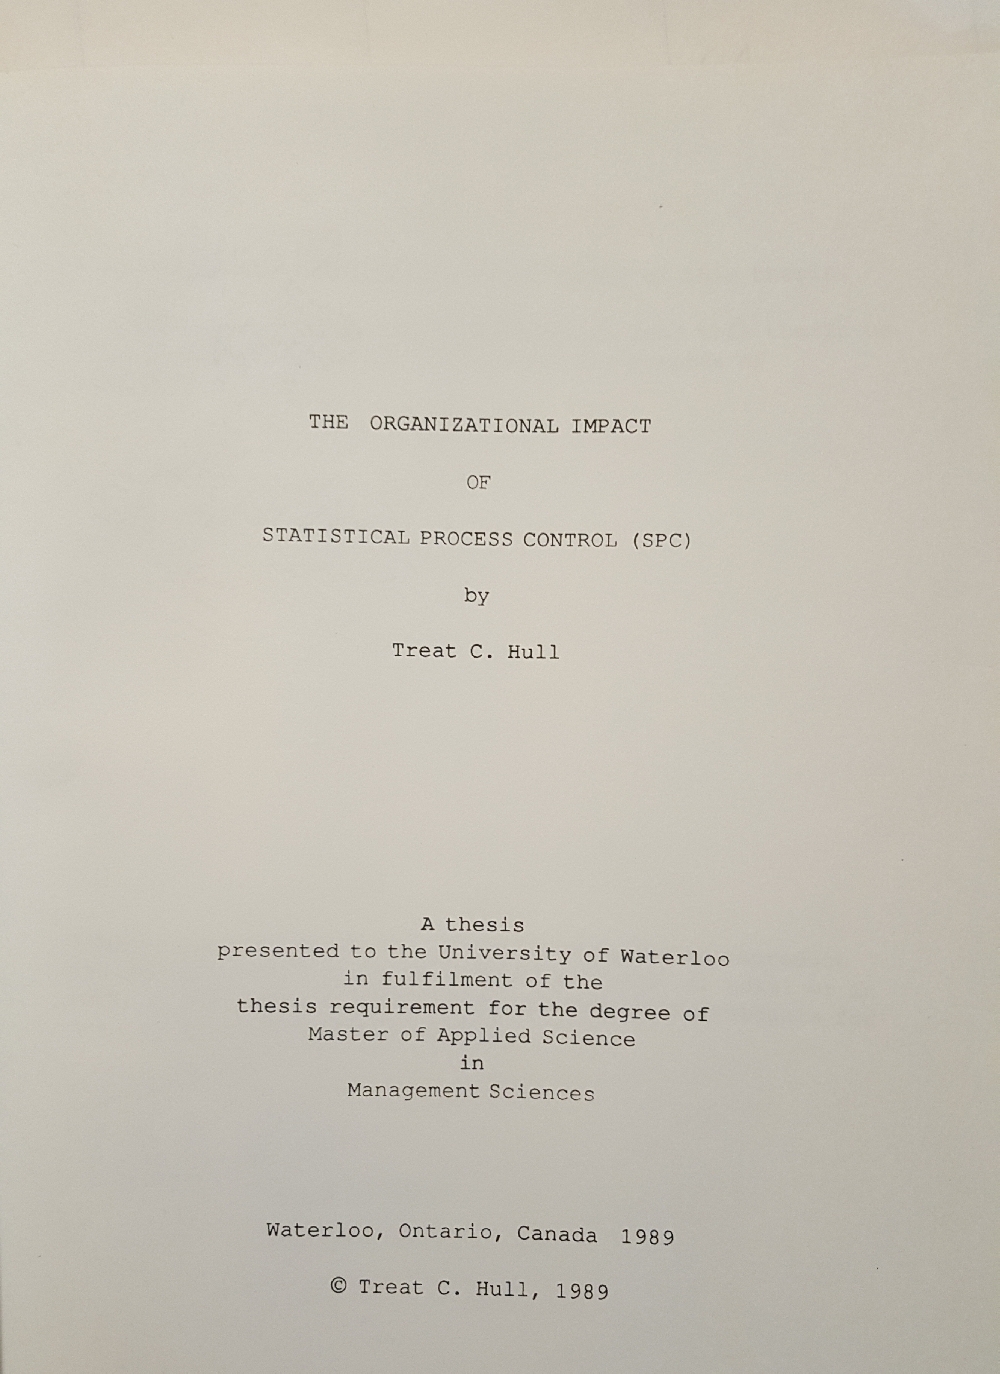 THE ORGANIZATIONAL IMPACT
OF
STATISTICAL PROCESS CONTROL (SPC)
by
Treat C. Hull
A thesis
presented to the University of Waterloo
in fulfilment of the
thesis requirement for the degree of
Master of Applied Science
in
Management Sciences
Waterloo, Ontario, Canada 1989
© Treat C. Hull, 1989